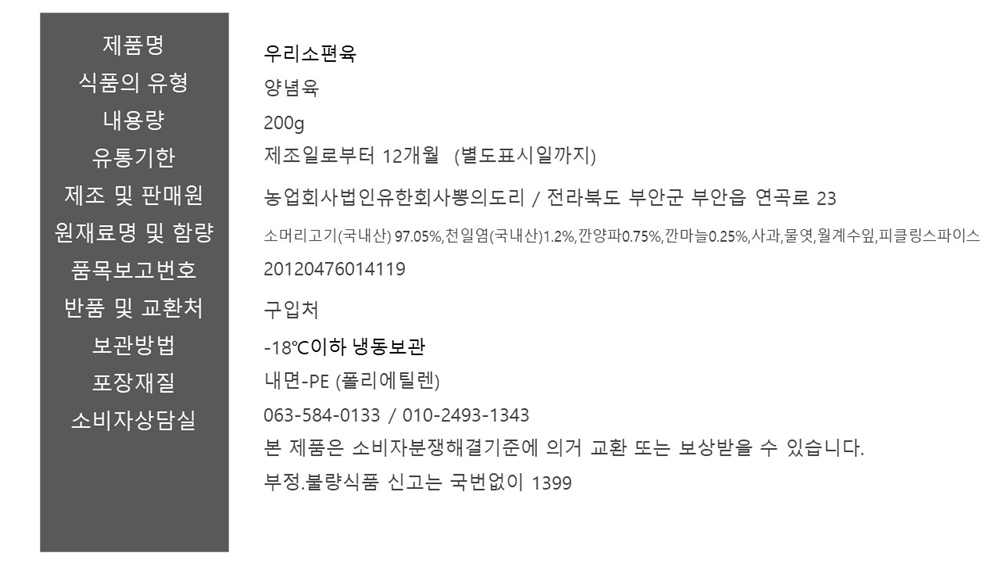 제품명 우리소편육
식품의 유형 양념육
내용량 200g
유통기한 제조일로부터 12개월 (별도표시일까지)
제조 및 판매원 농업회사법인유한회사뽕의도리 / 전라북도 부안군 부안읍 연곡로 23
원재료명 및 함량 소머리고기(국내산) 97.05%,천일염(국내산)1.2%,깐양파0.75%,깐마늘0.25%,사과,물엿,월계수잎,피클링스파이스
품목보고번호 20120476014119
반품 및 교환처 구입처
보관방법 -18℃이하 냉동보관
포장재질 내면-PE (폴리에틸렌)
소비자상담실 063-584-0133 / 010-2493-1343
본 제품은 소비자분쟁해결기준에 의거 교환 또는 보상받을 수 있습니다.
부정.불량식품 신고는 국번없이 1399